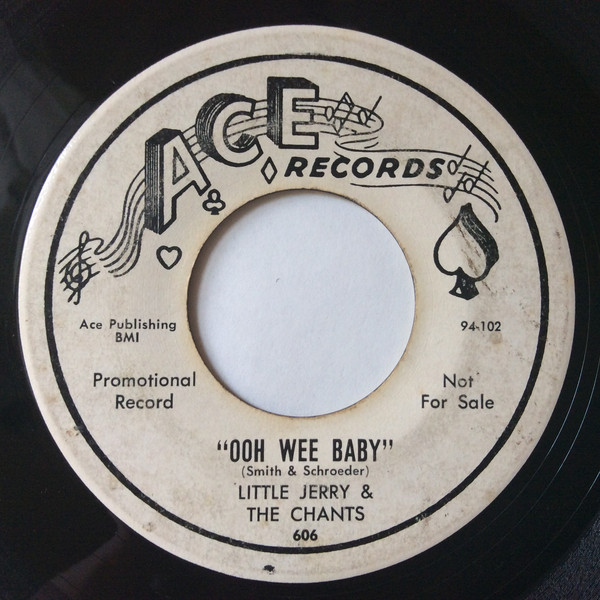 ACE
RECORDS
Ace Publishing
BMI
94-102
Promotional
Record
Not
For Sale
"OOH WEE BABY"
(Smith & Schroeder)
LITTLE JERRY &
THE CHANTS
606